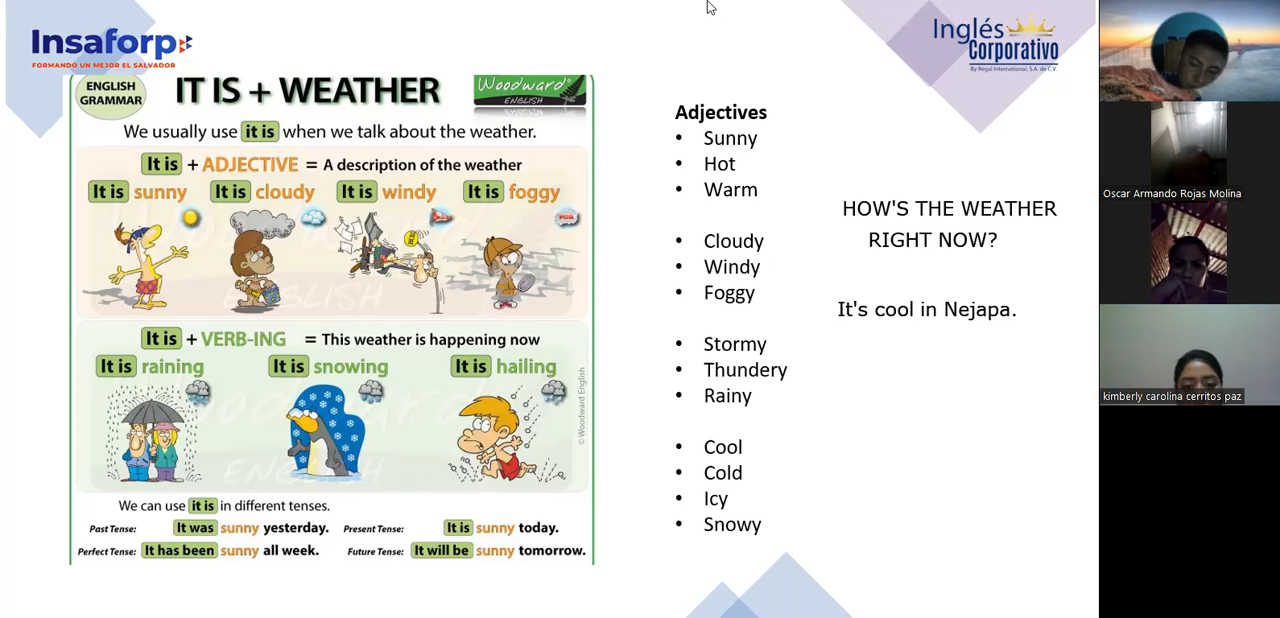 Insaforp
FORMANDO UN MEJOR EL SALVADOR
ENGLISH
GRAMMAR
IT IS + WEATHER
Woodward®
ENGLISH
We usually use it is when we talk about the weather.
It is + ADJECTIVE = A description of the weather
It is sunny
It is cloudy
It is windy
It is foggy
FOG
It is + VERB-ING = This weather is happening now
It is raining
It is snowing
It is hailing
© Woodward English
We can use it is in different tenses.
Past Tense: It was sunny yesterday.
Present Tense: It is sunny today.
Perfect Tense: It has been sunny all week.
Future Tense: It will be sunny tomorrow.
Adjectives
• Sunny
• Hot
• Warm
• Cloudy
• Windy
• Foggy
• Stormy
• Thundery
• Rainy
• Cool
• Cold
• Icy
• Snowy
HOW'S THE WEATHER
RIGHT NOW?
It's cool in Nejapa.
Inglés
Corporativo
By Regal International, S.A. de C.V.
Oscar Armando Rojas Molina
kimberly carolina cerritos paz